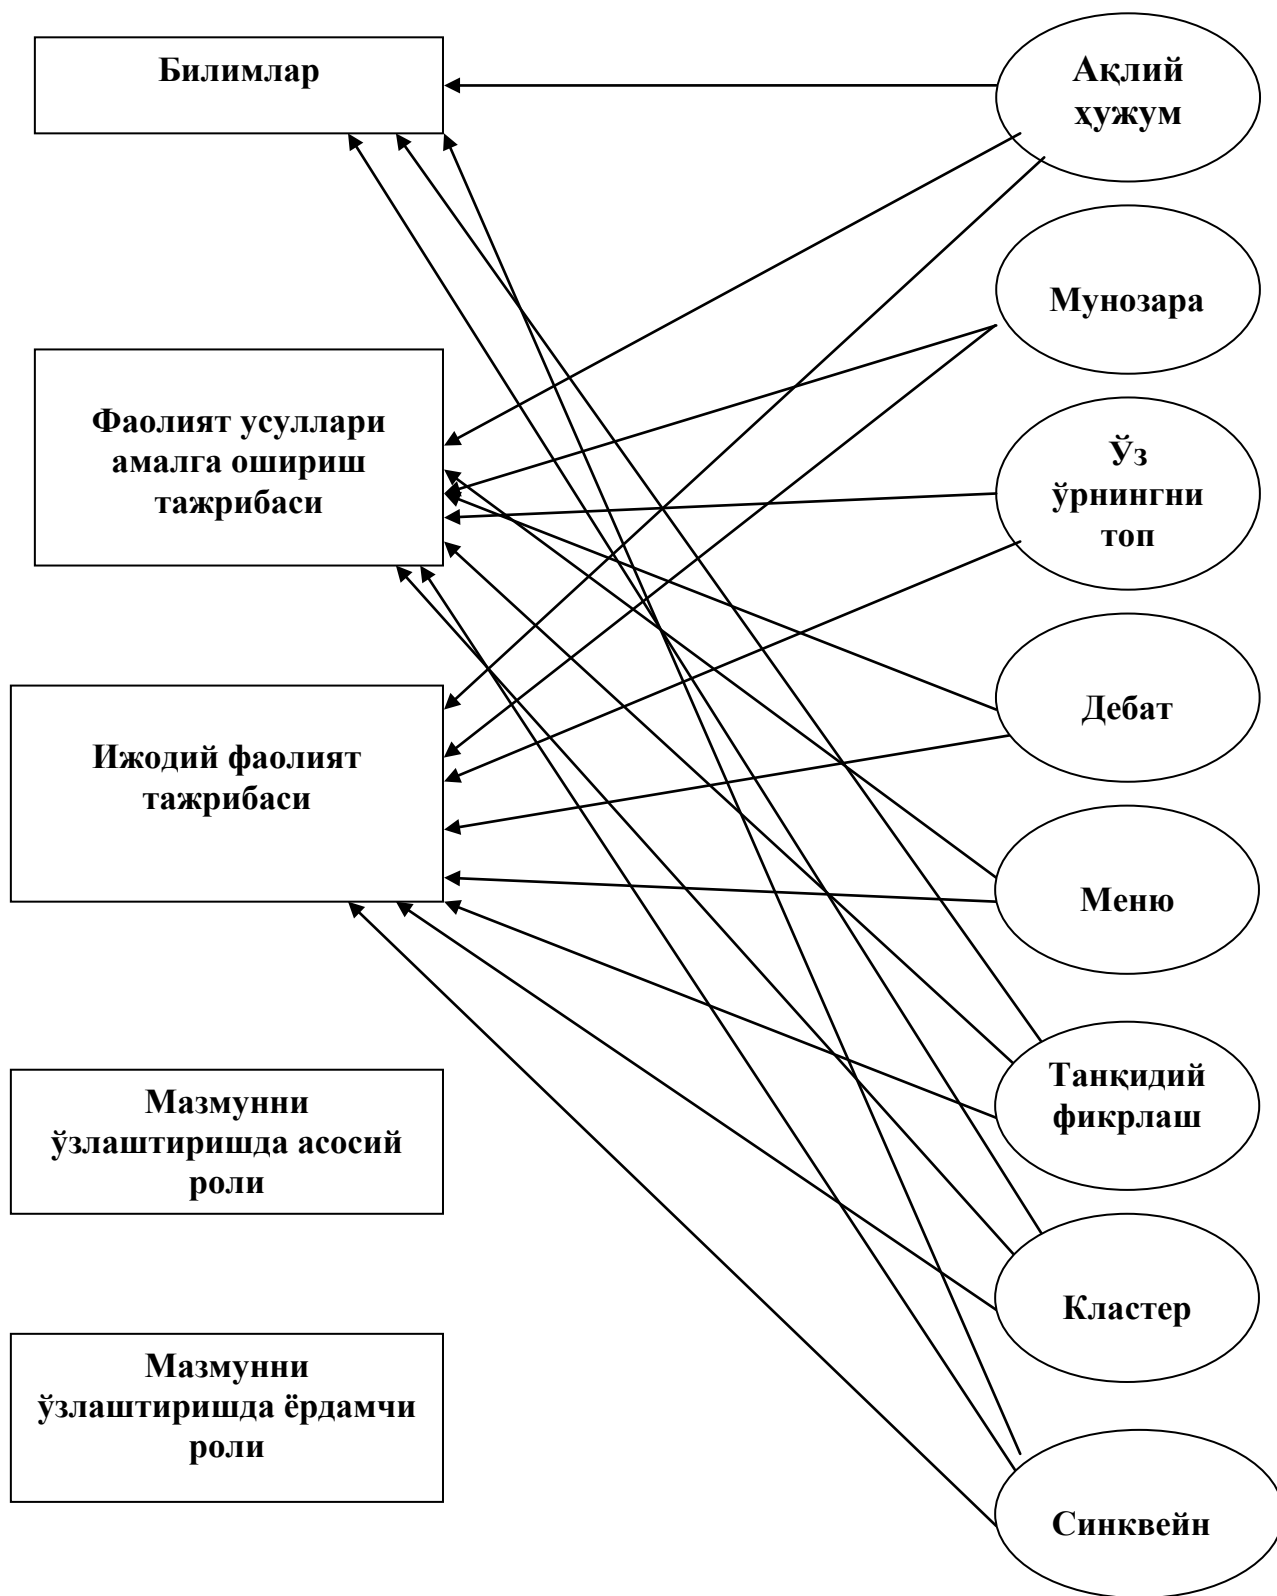 Билимлар
Фаолият усуллари
амалга ошириш
тажрибаси
Ижодий фаолият
тажрибаси
Мазмунни
ўзлаштиришда асосий
роли
Мазмунни
ўзлаштиришда ёрдамчи
роли
Ақлий
ҳужум
Мунозара
Ўз
ўрнингни
топ
Дебат
Меню
Танқидий
фикрлаш
Кластер
Синквейн